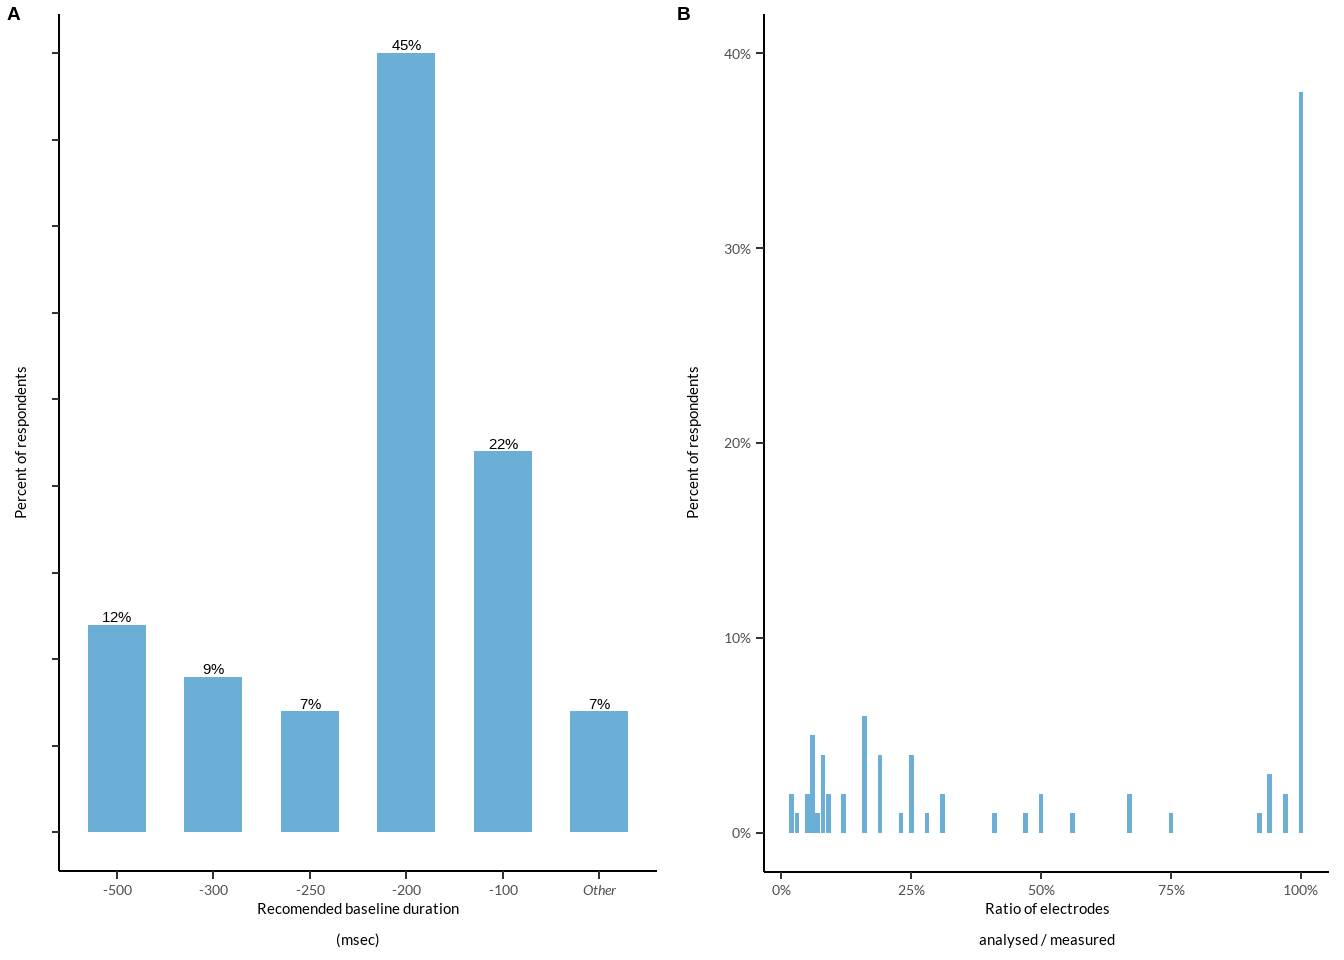 A
45%
22%
12%
9%
7%
7%
Percent of respondents
-500
-300
-250
-200
-100
Other
Recomended baseline duration
(msec)
B
40%
30%
20%
10%
0%
Percent of respondents
0%
25%
50%
75%
100%
Ratio of electrodes
analysed / measured